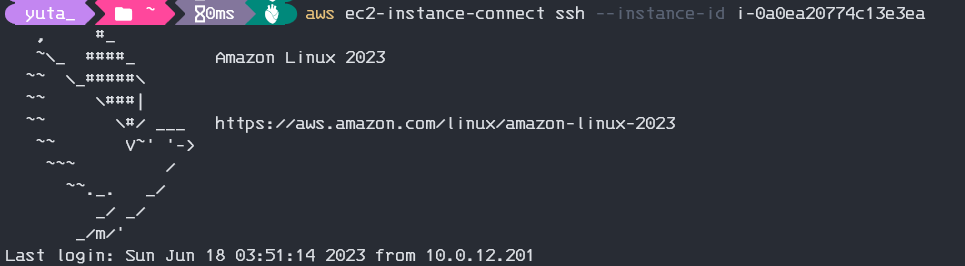 yuta_ ~ 0ms aws ec2-instance-connect ssh --instance-id i-0a0ea20774c13e3ea
   ,     #_
   ~\_  ####_        Amazon Linux 2023
  ~~  \_#####\
  ~~     \###|
  ~~       \#/ ___   https://aws.amazon.com/linux/amazon-linux-2023
   ~~       V~' '->
    ~~~         /
      ~~._.   _/
         _/ _/
       _/m/'
Last login: Sun Jun 18 03:51:14 2023 from 10.0.12.201